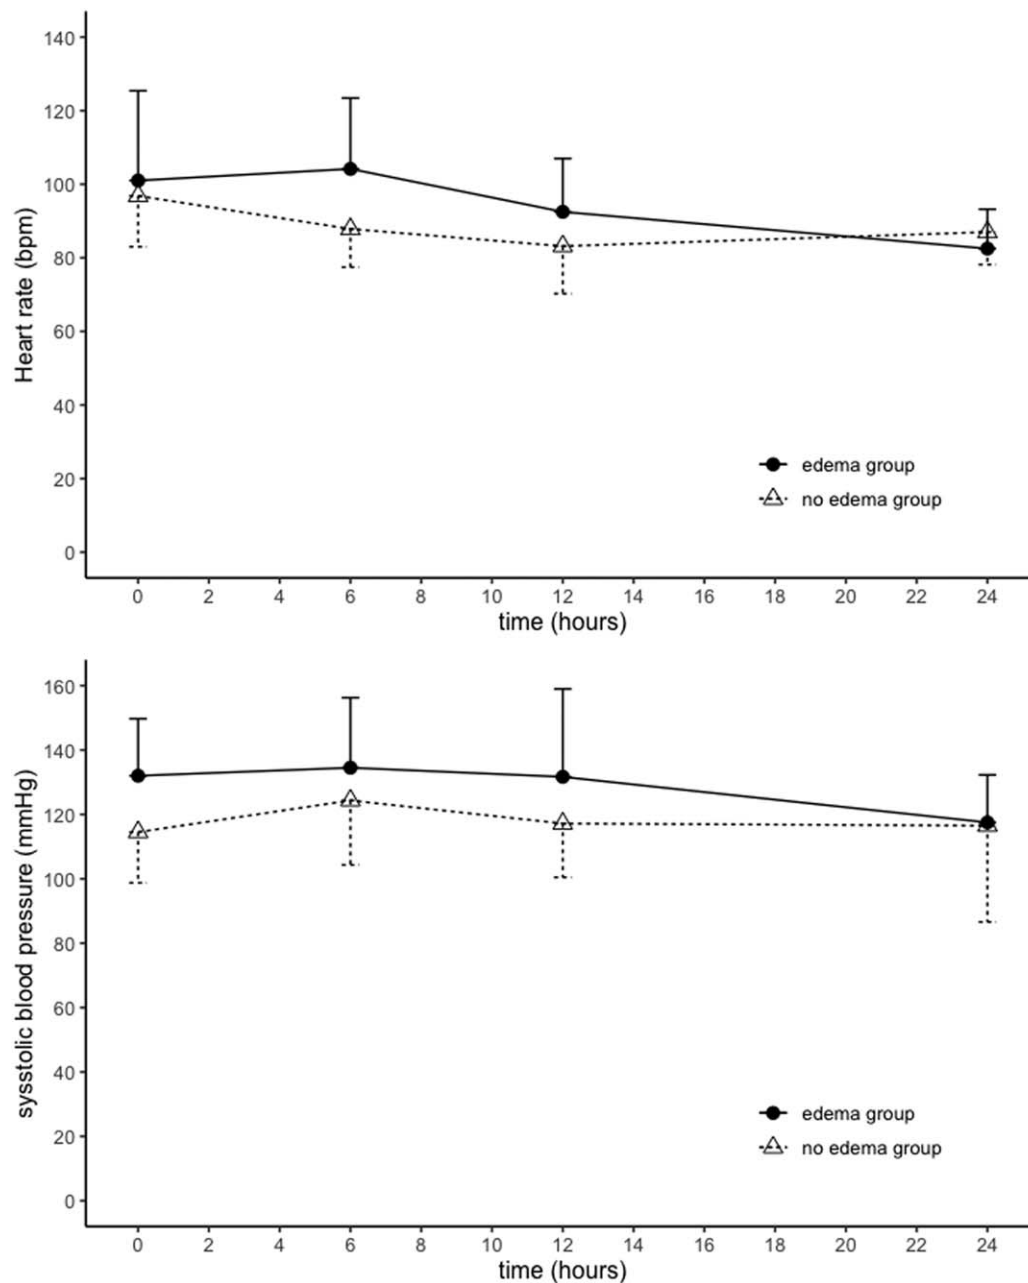 Heart rate (bpm)
140
120
100
80
60
40
20
0
edema group
no edema group
0 2 4 6 8 10 12 14 16 18 20 22 24
time (hours)
sysstolic blood pressure (mmHg)
160
140
120
100
80
60
40
20
0
edema group
no edema group
0 2 4 6 8 10 12 14 16 18 20 22 24
time (hours)